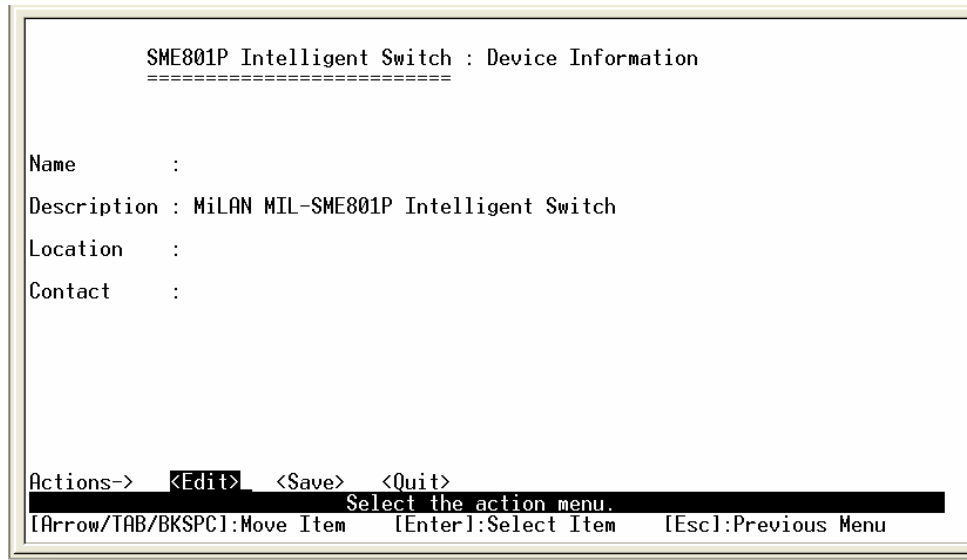 SME801P Intelligent Switch : Device Information
==========================
Name :
Description : MiLAN MIL-SME801P Intelligent Switch
Location :
Contact :
Actions-> <Edit> <Save> <Quit>
Select the action menu.
[Arrow/TAB/BKSPC]:Move Item [Enter]:Select Item [Esc]:Previous Menu